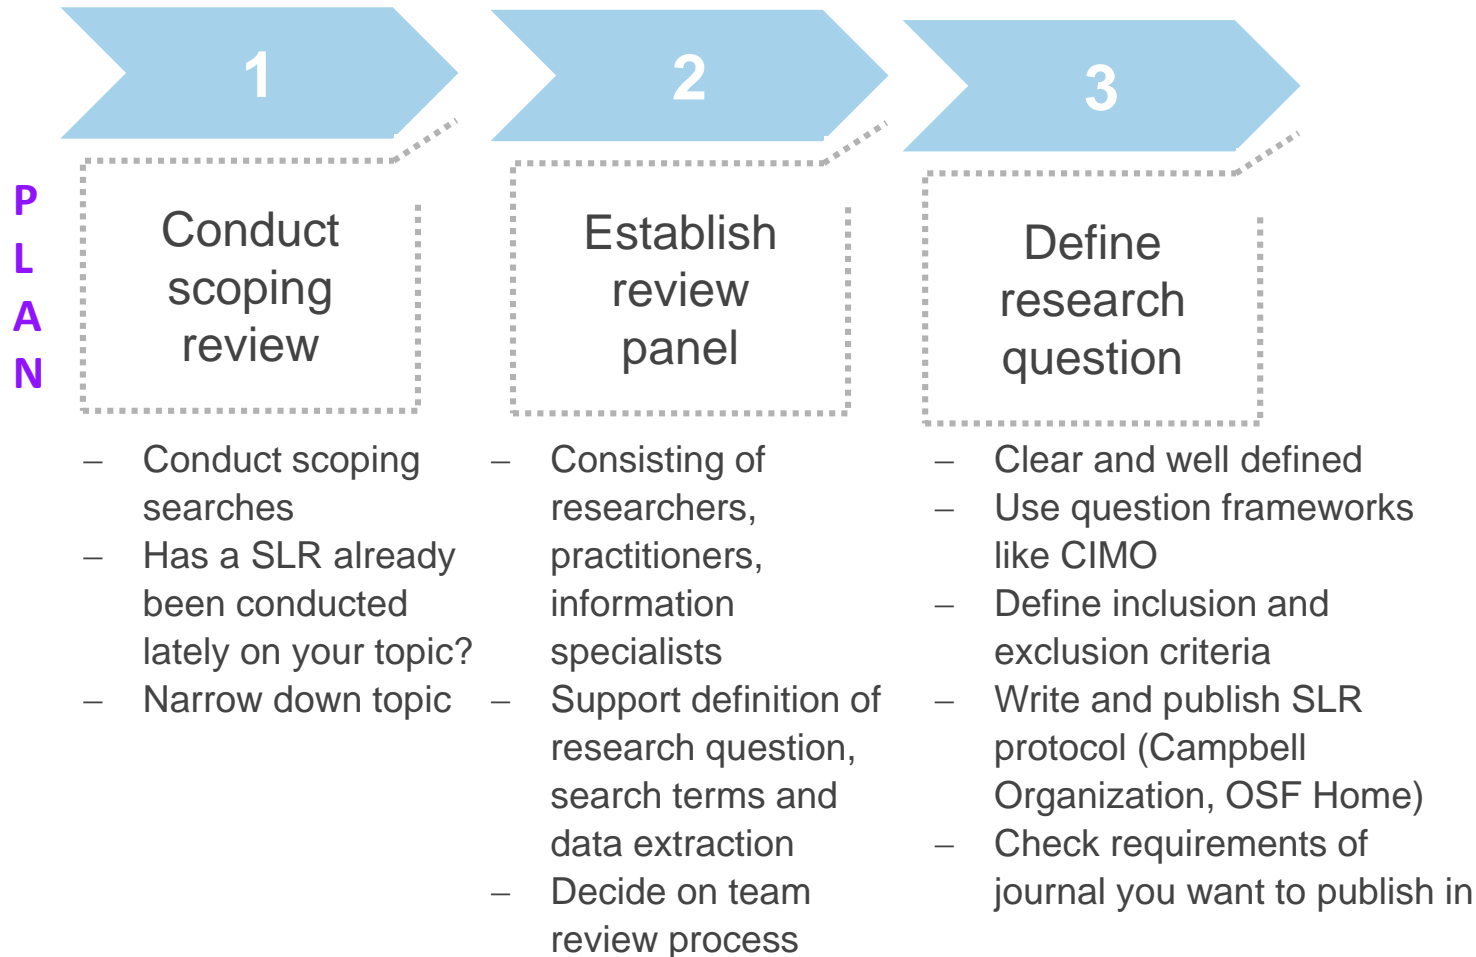 1
2
3
P
L
A
N
Conduct
scoping
review
Establish
review
panel
Define
research
question
– Conduct scoping
searches
– Has a SLR already
been conducted
lately on your topic?
– Narrow down topic
– Consisting of
researchers,
practitioners,
information
specialists
– Support definition of
research question,
search terms and
data extraction
– Decide on team
review process
– Clear and well defined
– Use question frameworks
like CIMO
– Define inclusion and
exclusion criteria
– Write and publish SLR
protocol (Campbell
Organization, OSF Home)
– Check requirements of
journal you want to publish in